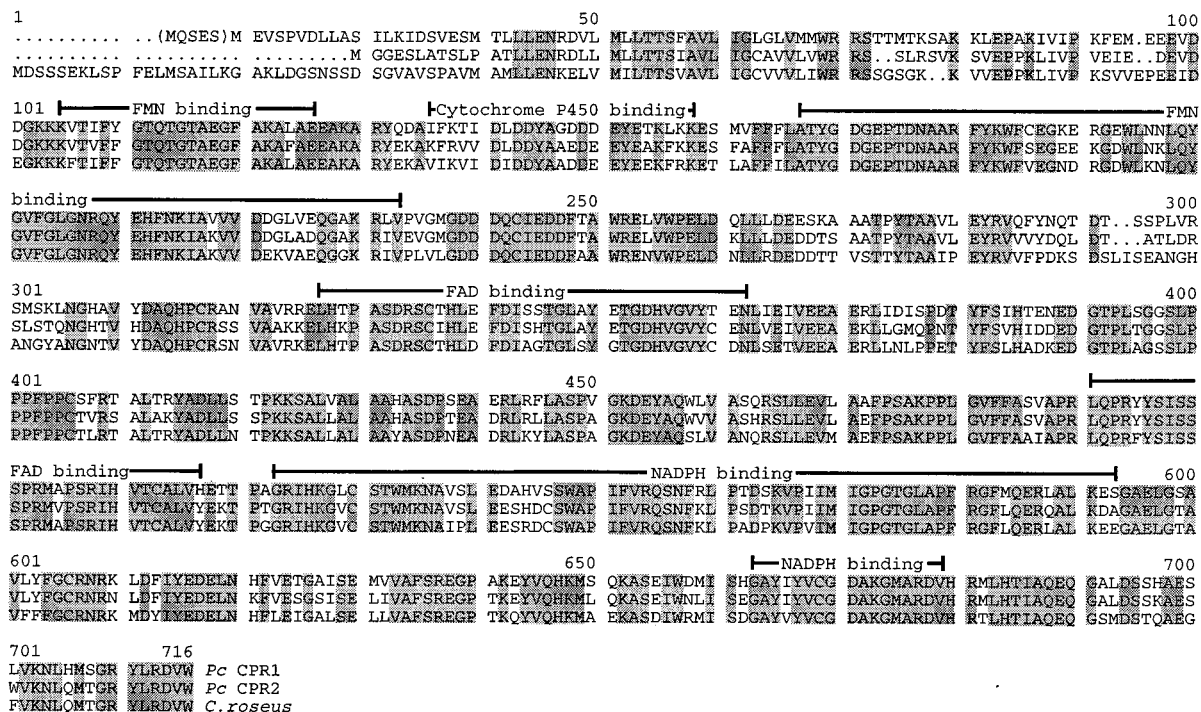 1 50 100
.......... ....(MQSES)M EVSPVDLLAS ILKIDSVESM TLLLENRDVL MLLTTSFAVL IGLGLVMMWR RSTTMTKSAK KLEPAKIVIP KFEM.EEEVD
.......... .......... .......... M GGESLATSLP ATLLENRDLL MLLTTSIAVL IGCAVVLVWR RS..SLRSVK SVEPPKLIVP VEIE..DEVD
MDSSSEKLSP FELMSAILKG AKLDGSNSSD SGVAVSPAVM AMLLENKELV MILTTSVAVL IGCVVVLIWR RSSGSGK..K VVEPPKLIVP KSVVEPEEID
101 FMN binding Cytochrome P450 binding FMN
DGKKKVTIFY GTQTGTAEGF AKALAEEAKA RYQDAIFKTI DLDDYAGDDD EYETKLKKES MVFFFLATYG DGEPTDNAAR FYKWFCEGKE RGEWLNNLQY
DGKKKVTVFF GTQTGTAEGF AKAFAEEAKA RYEKAKFRVV DLDDYAADDE EYEAKFKKES FAFFFLATYG DGEPTDNAAR FYKWFSEGEE KGDWLNKLQY
EGKKKFTIFF GTQTGTAEGF AKALAEEAKA RYEKAVIKVI DIDDYAADDE EYEEKFRKET LAFFILATYG DGEPTDNAAR FYKWFVEGND RGDWLKNLQY
binding 250 300
GVFGLGNRQY EHFNKIAVVV DDGLVEQGAK RLVPVGMGDD DQCIEDDFTA WRELVWPELD QLLLDEESKA AATPYTAAVL EYRVQFYNQT DT..SSPLVR
GVFGLGNRQY EHFNKIAKVV DDGLADQGAK RIVEVGMGDD DQCIEDDFTA WRELVWPELD KLLLDEDDTS AATPYTAAVL EYRVVVYDQL DT...ATLDR
GVFGLGNRQY EHFNKIAKVV DEKVAEQGGK RIVPLVLGDD DQCIEDDFAA WRENVWPELD NLLRDEDDTT VSTTYTAAIP EYRVVFPDKS DSLISEANGH
301 FAD binding 400
SMSKLNGHAV YDAQHPCRAN VAVRRELHTP ASDRSCTHLE FDISSTGLAY ETGDHVGVYT ENLIEIVEEA ERLIDISPDT YFSIHTENED GTPLSGGSLP
SLSTQNGHTV HDAQHPCRSS VAAKKELHKP ASDRSCIHLE FDISHTGLAY ETGDHVGVYC ENLVEIVEEA EKLLGMQPNT YFSVHIDDED GTPLTGGSLP
ANGYANGNTV YDAQHPCRSN VAVRKELHTP ASDRSCTHLD FDIAGTGLSY GTGDHVGVYC DNLSETVEEA ERLLNLPPET YFSLHADKED GTPLAGSSLP
401 450
PPFPPCSFRT ALTRYADLLS TPKKSALVAL AAHASDPSEA ERLRFLASPV GKDEYAQWLV ASQRSLLEVL AAFPSAKPPL GVFFASVAPR LQPRYYSISS
PPFPPCTVRS ALAKYADLLS SPKKSALLAL AAHASDPTEA DRLRLLASPA GKDEYAQWVV ASHRSLLEVL AEFPSAKPPL GVFFASVAPR LQPRYYSISS
PPFPPCTLRT ALTRYADLLN TPKKSALLAL AAYASDPNEA DRLKYLASPA GKDEYAQSLV ANQRSLLEVM AEFPSAKPPL GVFFAAIAPR LQPRFYSISS
FAD binding NADPH binding 600
SPRMAPSRIH VTCALVHETT PAGRIHKGLC STWMKNAVSL EDAHVSSWAP IFVRQSNFRL PTDSKVPIIM IGPGTGLAPF RGFMQERLAL KESGAELGSA
SPRMVPSRIH VTCALVYEKT PTGRIHKGVC STWMKNAVSL EESHDCSWAP IFVRQSNFKL PSDTKVPIIM IGPGTGLAPF RGFLQERQAL KDAGAELGTA
SPRMAPSRIH VTCALVYEKT PGGRIHKGVC STWMKNAIPL EESRDCSWAP IFVRQSNFKL PADPKVPVIM IGPGTGLAPF RGFLQERLAL KEEGAELGTA
601 650 NADPH binding 700
VLYFGCRNRK LDFIYEDELN HFVETGAISE MVVAFSREGP AKEYVQHKMS QKASEIWDMI SHGAYIYVCG DAKGMARDVH RMLHTIAQEQ GALDSSHAES
VLYFGCRNRN LDFIYEDELN KFVESGSISE LIVAFSREGP TKEYVQHKML QKASEIWNLI SEGAYIYVCG DAKGMARDVH RMLHTIAQEQ GALDSSKAES
VFFFGCRNRK MDYIYEDELN HFLEIGALSE LLVAFSREGP TKQYVQHKMA EKASDIWRMI SDGAYVYVCG DAKGMARDVH RTLHTIAQEQ GSMDSTQAEG
701 716
LVKNLHMSGR YLRDVW Pc CPR1
WVKNLQMTGR YLRDVW Pc CPR2
FVKNLQMTGR YLRDVW C.roseus